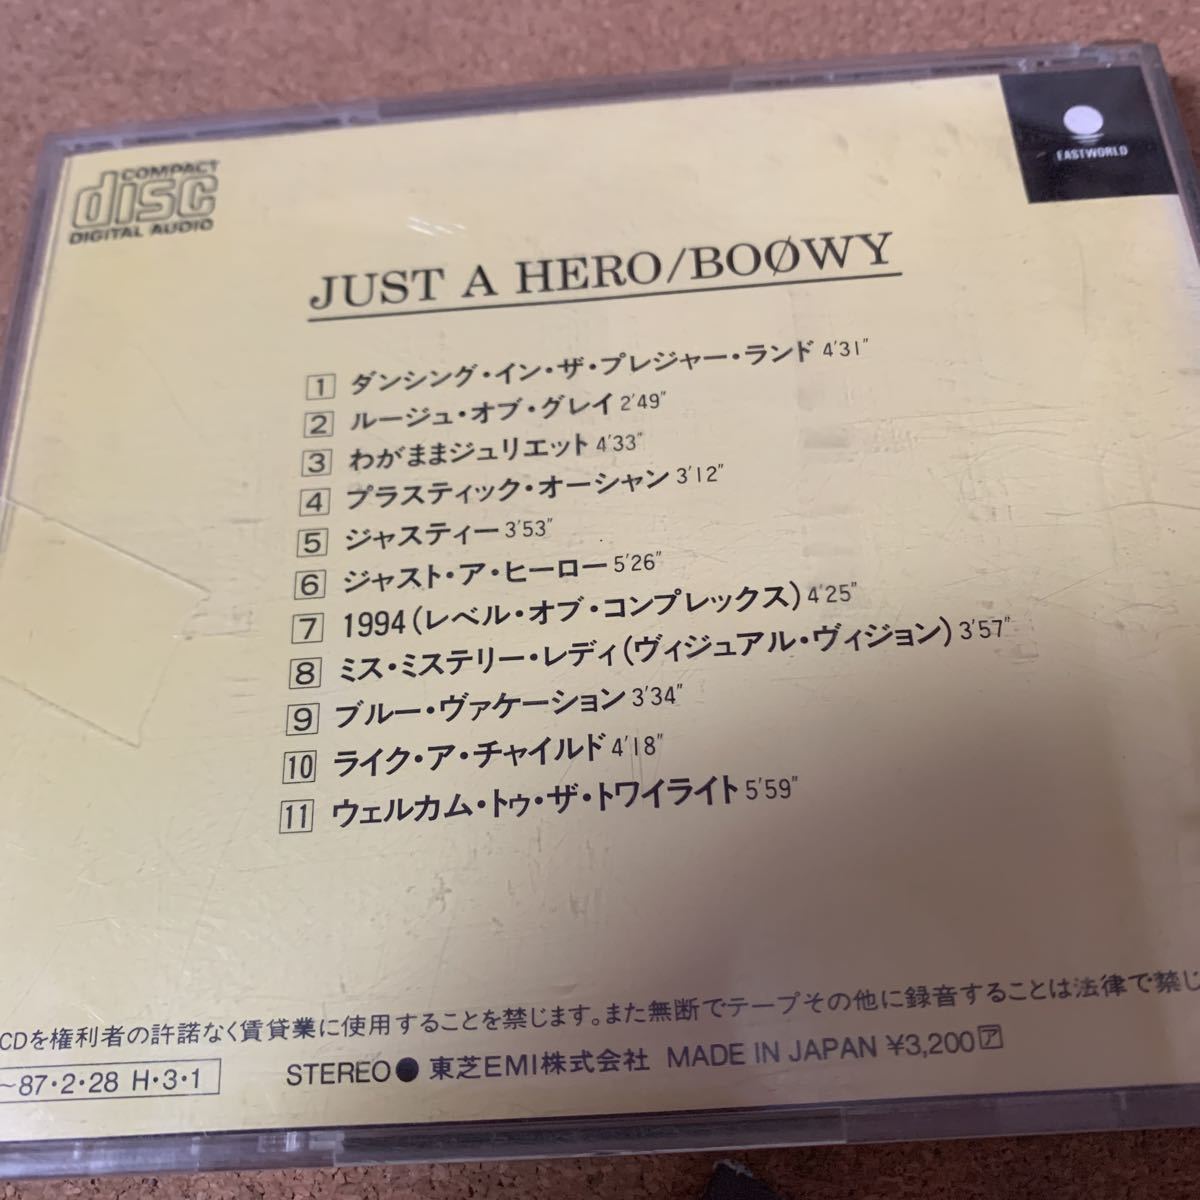 COMPACT
disc
DIGITAL AUDIO
EASTWORLD
JUST A HERO/BOØWY
1 ダンシング・イン・ザ・プレジャー・ランド 4'31"
2 ルージュ・オブ・グレイ 2'49"
3 わがままジュリエット 4'33"
4 プラスティック・オーシャン 3'12"
5 ジャスティー 3'53"
6 ジャスト・ア・ヒーロー 5'26"
7 1994(レベル・オブ・コンプレックス) 4'25"
8 ミス・ミステリー・レディ(ヴィジュアル・ヴィジョン) 3'57"
9 ブルー・ヴァケーション 3'34"
10 ライク・ア・チャイルド 4'18"
11 ウェルカム・トゥ・ザ・トワイライト 5'59"
CDを権利者の許諾なく賃貸業に使用することを禁じます。また無断でテープその他に録音することは法律で禁じ
~87・2・28 H・3・1
STEREO● 東芝EMI株式会社 MADE IN JAPAN ¥3,200 ア